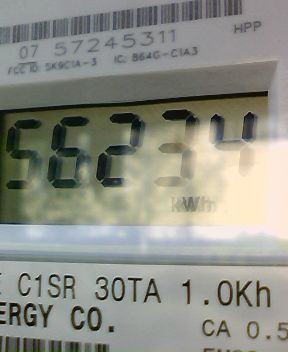 07 57245311
HPP
FCC ID: SK9C1A-3 IC: 864G-C1A3
56234
kWh
C1SR 30TA 1.0Kh
ERGY CO.
CA 0.5